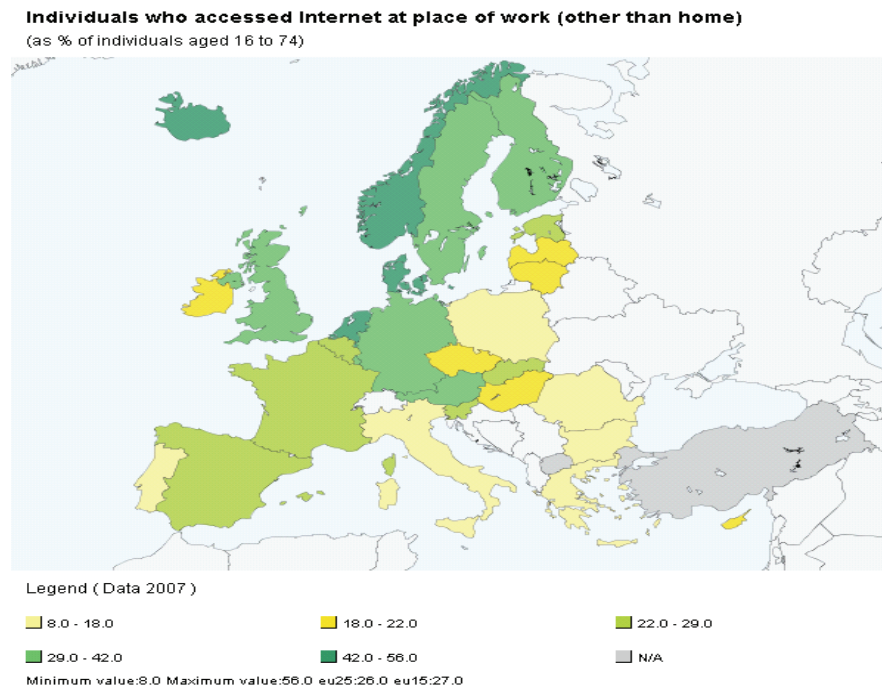 Individuals who accessed Internet at place of work (other than home)
(as % of individuals aged 16 to 74)
Legend ( Data 2007 )
8.0 - 18.0 18.0 - 22.0 22.0 - 29.0
29.0 - 42.0 42.0 - 56.0 N/A
Minimum value:8.0 Maximum value:56.0 eu25:26.0 eu15:27.0